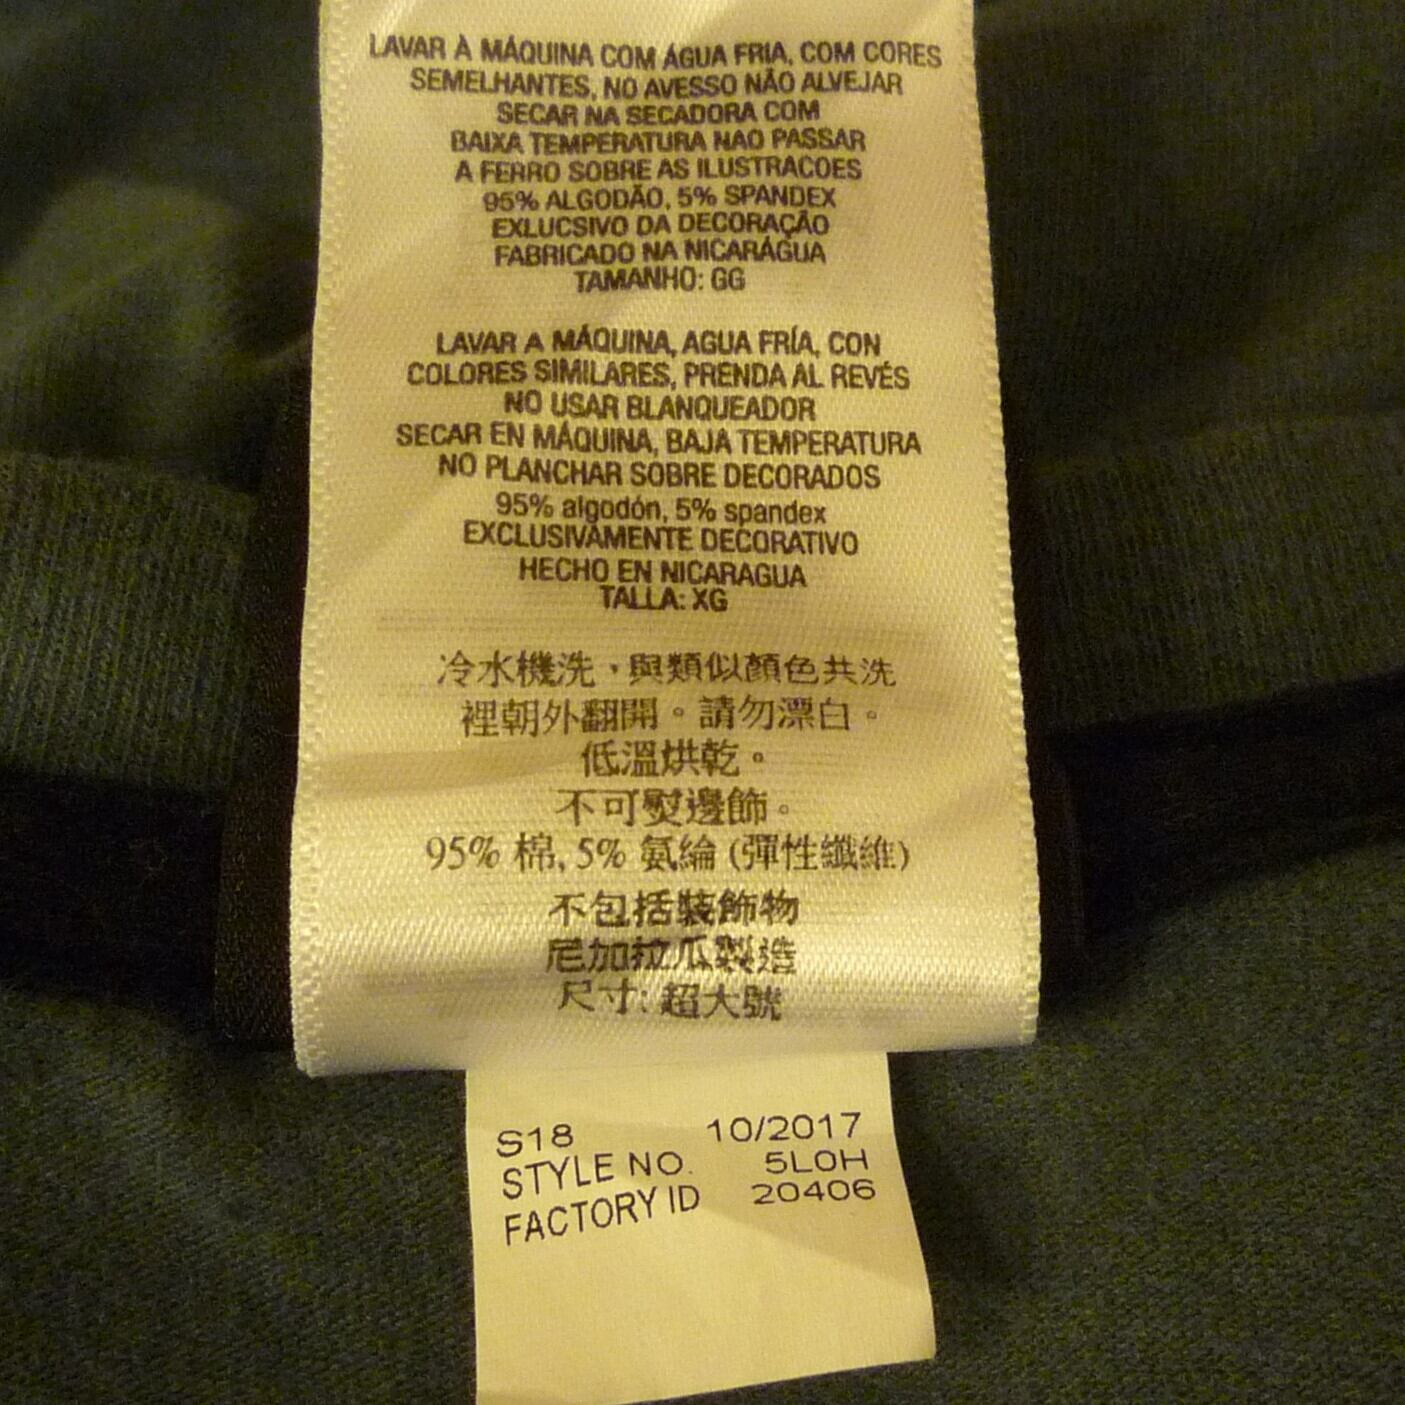 LAVAR À MÁQUINA COM ÁGUA FRIA, COM CORES
SEMELHANTES, NO AVESSO NÃO ALVEJAR
SECAR NA SECADORA COM
BAIXA TEMPERATURA NAO PASSAR
A FERRO SOBRE AS ILUSTRACOES
95% ALGODÃO, 5% SPANDEX
EXLUCSIVO DA DECORAÇÃO
FABRICADO NA NICARÁGUA
TAMANHO: GG
LAVAR A MÁQUINA, AGUA FRÍA, CON
COLORES SIMILARES, PRENDA AL REVÉS
NO USAR BLANQUEADOR
SECAR EN MÁQUINA, BAJA TEMPERATURA
NO PLANCHAR SOBRE DECORADOS
95% algodón, 5% spandex
EXCLUSIVAMENTE DECORATIVO
HECHO EN NICARAGUA
TALLA: XG
冷水機洗，與類似顏色共洗
裡朝外翻開。請勿漂白。
低溫烘乾。
不可熨邊飾。
95% 棉, 5% 氨綸 (彈性纖維)
不包括裝飾物
尼加拉瓜製造
尺寸: 超大號
S18 10/2017
STYLE NO. 5L0H
FACTORY ID 20406